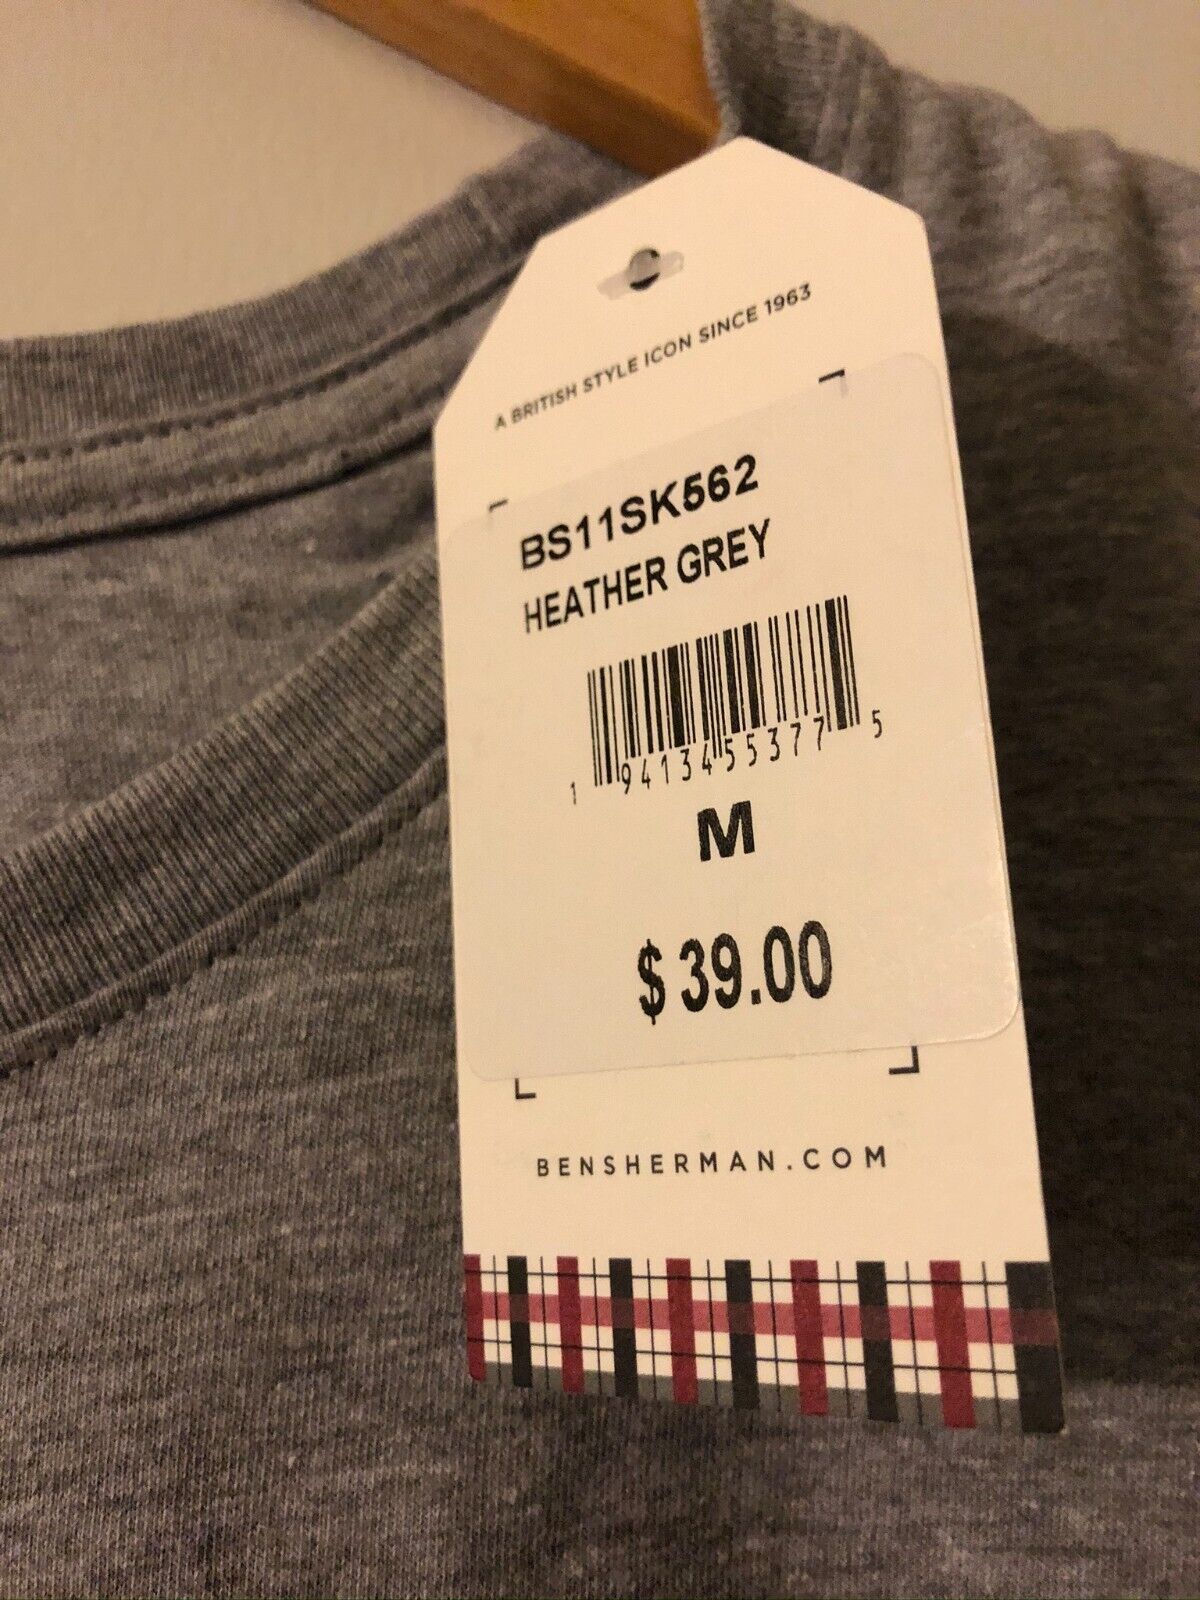 A BRITISH STYLE ICON SINCE 1963
BS11SK562
HEATHER GREY
1 94134 55377 5
M
$ 39.00
BENSHERMAN.COM